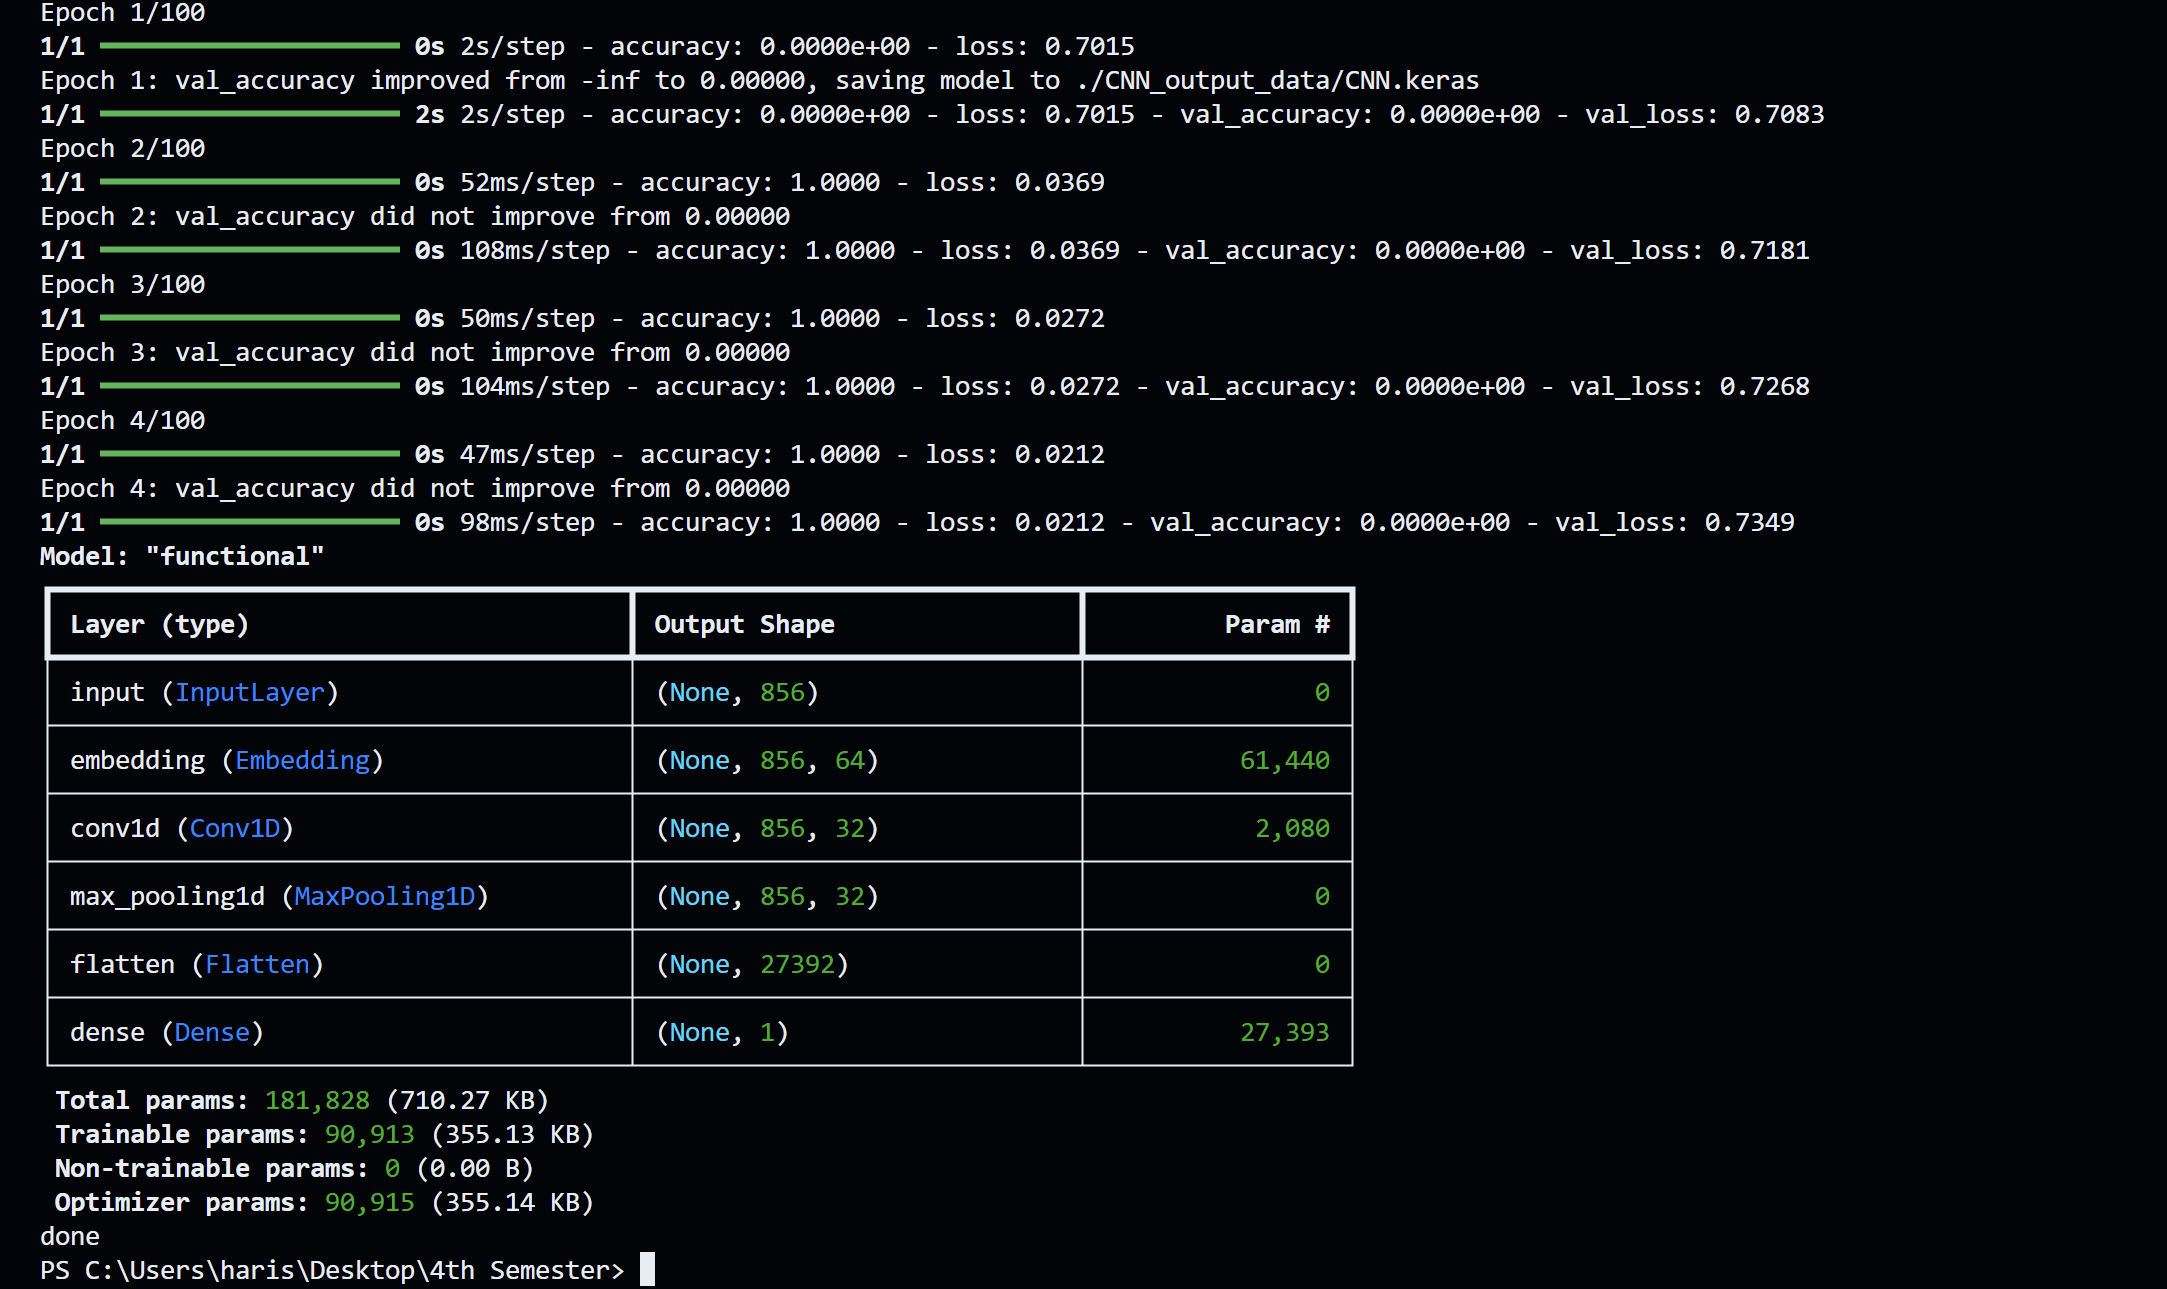 Epoch 1/100
1/1 ━━━━━━━━━━━━━━━━━━━━ 0s 2s/step - accuracy: 0.0000e+00 - loss: 0.7015
Epoch 1: val_accuracy improved from -inf to 0.00000, saving model to ./CNN_output_data/CNN.keras
1/1 ━━━━━━━━━━━━━━━━━━━━ 2s 2s/step - accuracy: 0.0000e+00 - loss: 0.7015 - val_accuracy: 0.0000e+00 - val_loss: 0.7083
Epoch 2/100
1/1 ━━━━━━━━━━━━━━━━━━━━ 0s 52ms/step - accuracy: 1.0000 - loss: 0.0369
Epoch 2: val_accuracy did not improve from 0.00000
1/1 ━━━━━━━━━━━━━━━━━━━━ 0s 108ms/step - accuracy: 1.0000 - loss: 0.0369 - val_accuracy: 0.0000e+00 - val_loss: 0.7181
Epoch 3/100
1/1 ━━━━━━━━━━━━━━━━━━━━ 0s 50ms/step - accuracy: 1.0000 - loss: 0.0272
Epoch 3: val_accuracy did not improve from 0.00000
1/1 ━━━━━━━━━━━━━━━━━━━━ 0s 104ms/step - accuracy: 1.0000 - loss: 0.0272 - val_accuracy: 0.0000e+00 - val_loss: 0.7268
Epoch 4/100
1/1 ━━━━━━━━━━━━━━━━━━━━ 0s 47ms/step - accuracy: 1.0000 - loss: 0.0212
Epoch 4: val_accuracy did not improve from 0.00000
1/1 ━━━━━━━━━━━━━━━━━━━━ 0s 98ms/step - accuracy: 1.0000 - loss: 0.0212 - val_accuracy: 0.0000e+00 - val_loss: 0.7349
Model: "functional"
Layer (type) Output Shape Param #
input (InputLayer) (None, 856) 0
embedding (Embedding) (None, 856, 64) 61,440
conv1d (Conv1D) (None, 856, 32) 2,080
max_pooling1d (MaxPooling1D) (None, 856, 32) 0
flatten (Flatten) (None, 27392) 0
dense (Dense) (None, 1) 27,393
Total params: 181,828 (710.27 KB)
Trainable params: 90,913 (355.13 KB)
Non-trainable params: 0 (0.00 B)
Optimizer params: 90,915 (355.14 KB)
done
PS C:\Users\haris\Desktop\4th Semester>